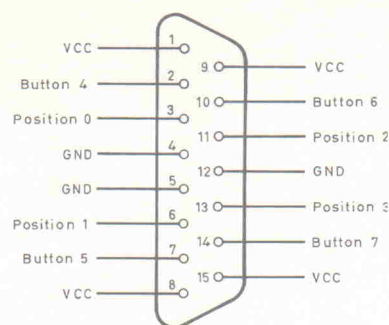 VCC 1
Button 4 2
Position 0 3
GND 4
GND 5
Position 1 6
Button 5 7
VCC 8
9 VCC
10 Button 6
11 Position 2
12 GND
13 Position 3
14 Button 7
15 VCC